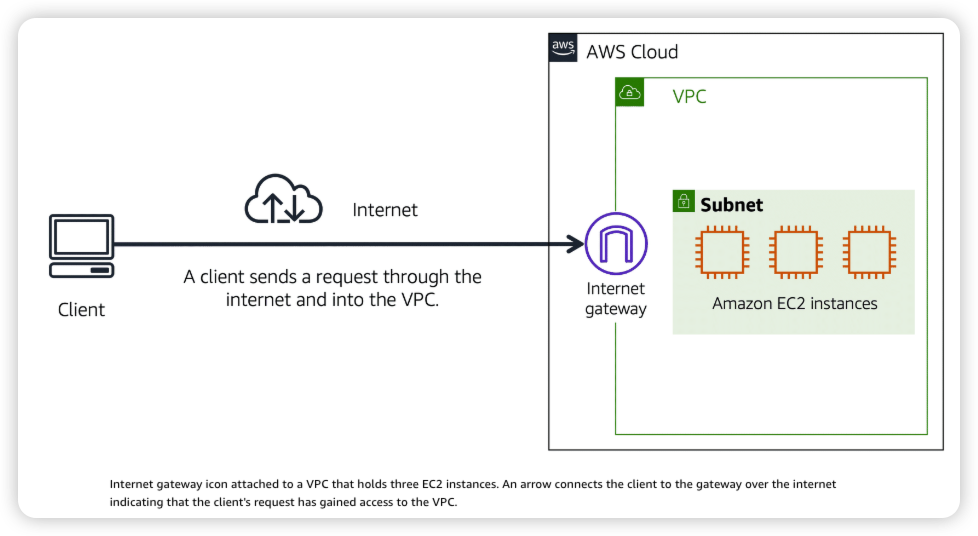 aws
AWS Cloud
VPC
Internet
Subnet
A client sends a request through the
internet and into the VPC.
Client
Internet
gateway
Amazon EC2 instances
Internet gateway icon attached to a VPC that holds three EC2 instances. An arrow connects the client to the gateway over the internet
indicating that the client's request has gained access to the VPC.